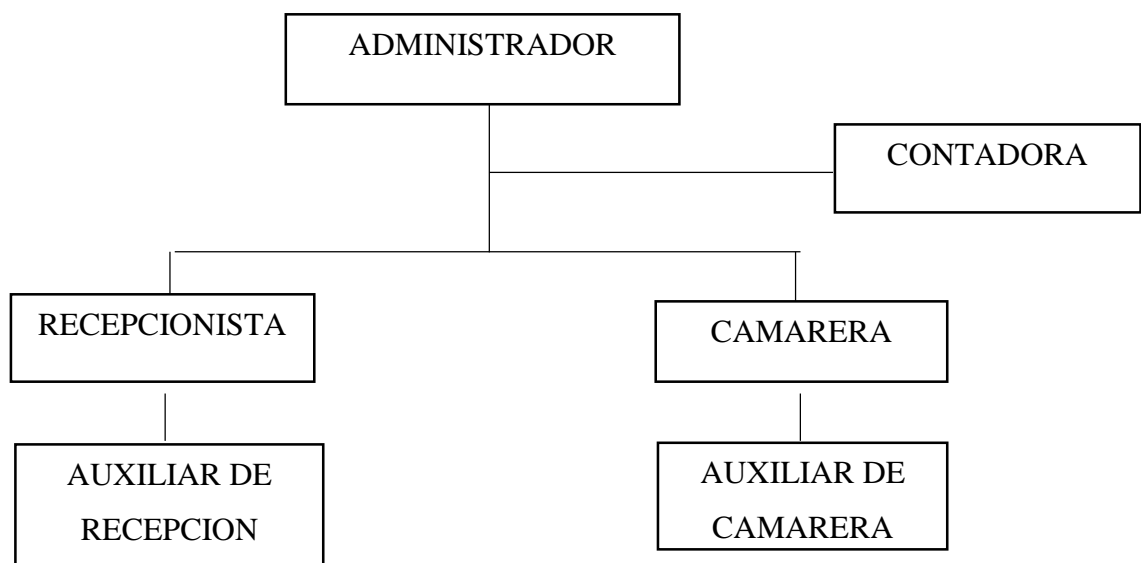 ADMINISTRADOR
CONTADORA
RECEPCIONISTA
CAMARERA
AUXILIAR DE
RECEPCION
AUXILIAR DE
CAMARERA